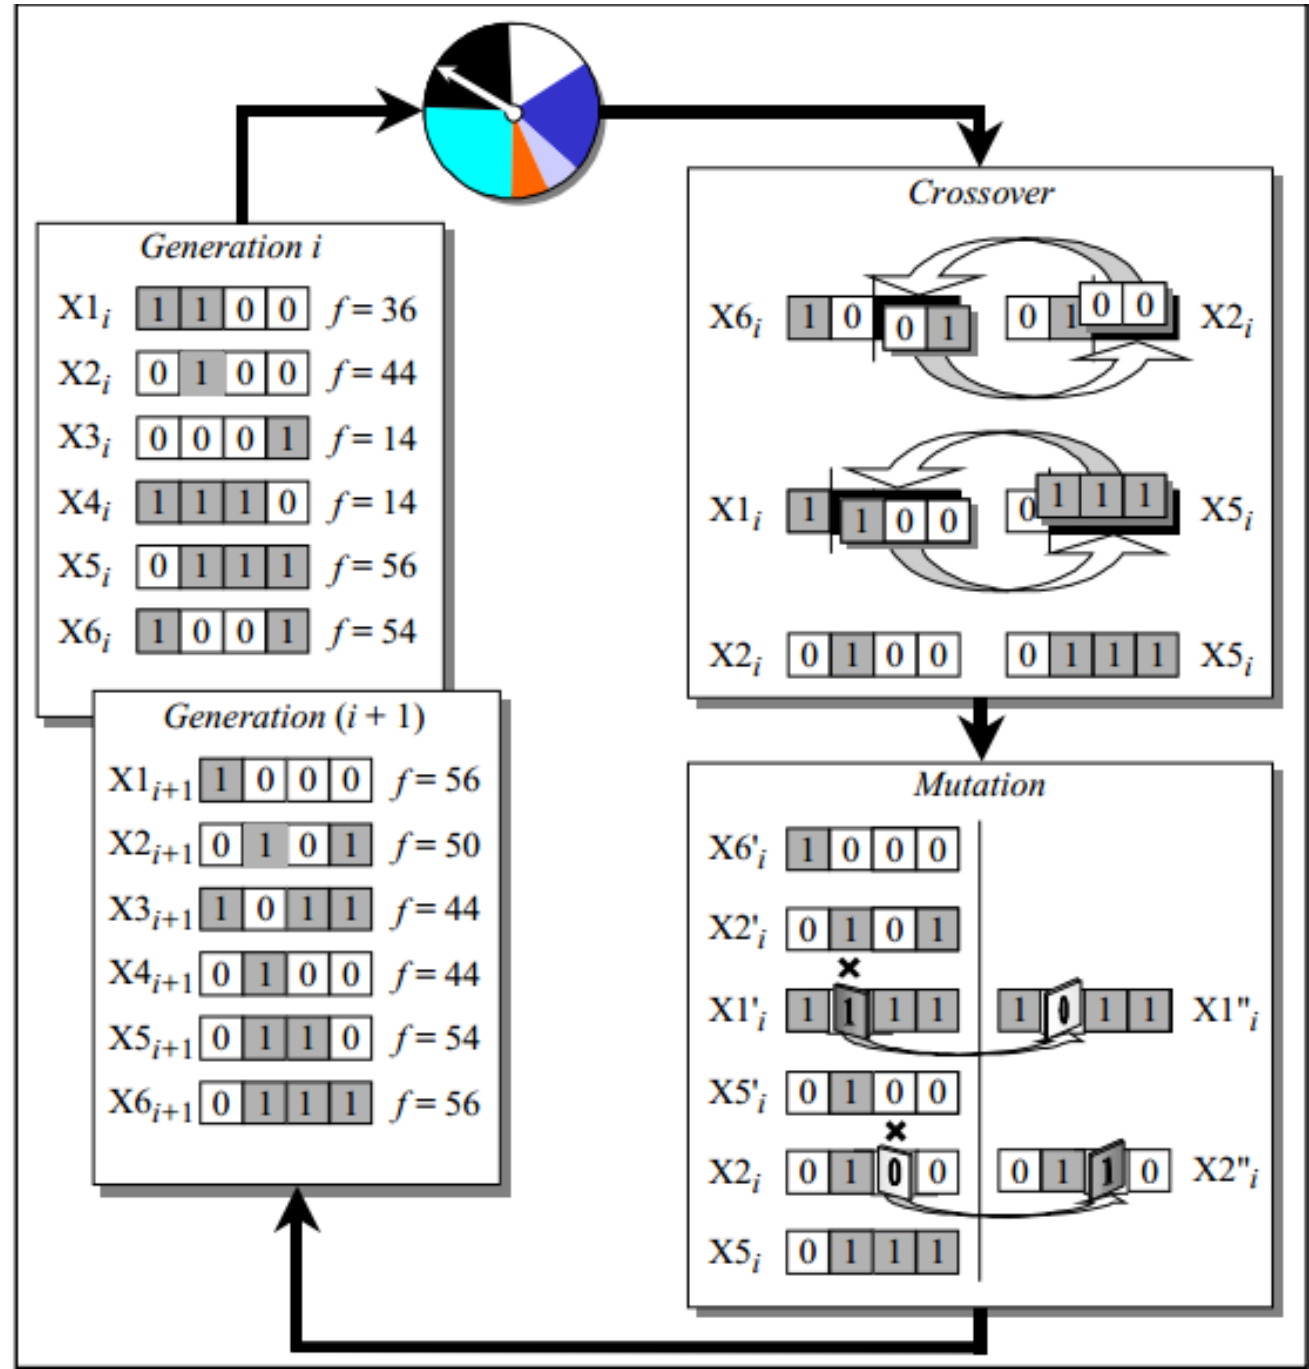 Generation i
X1i 1 1 0 0 f = 36
X2i 0 1 0 0 f = 44
X3i 0 0 0 1 f = 14
X4i 1 1 1 0 f = 14
X5i 0 1 1 1 f = 56
X6i 1 0 0 1 f = 54
Generation (i + 1)
X1i+1 1 0 0 0 f = 56
X2i+1 0 1 0 1 f = 50
X3i+1 1 0 1 1 f = 44
X4i+1 0 1 0 0 f = 44
X5i+1 0 1 1 0 f = 54
X6i+1 0 1 1 1 f = 56
Crossover
X6i 1 0 0 1 0 1 0 0 X2i
X1i 1 1 0 0 0 1 1 1 X5i
X2i 0 1 0 0 0 1 1 1 X5i
Mutation
X6'i 1 0 0 0
X2'i 0 1 0 1
X1'i 1 1 1 1 1 0 1 1 X1"i
X5'i 0 1 0 0
X2i 0 1 0 0 0 1 1 0 X2"i
X5i 0 1 1 1